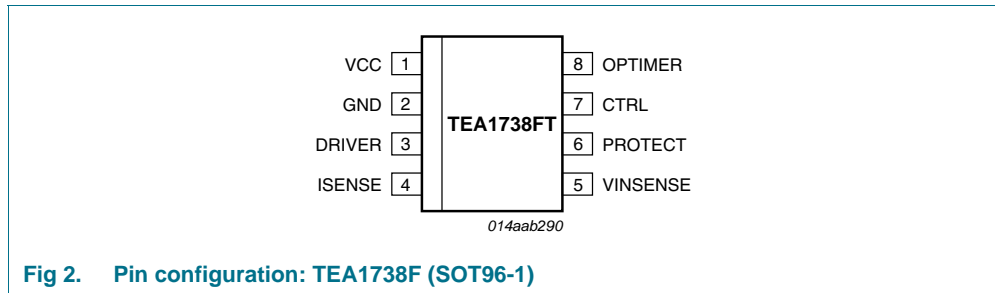 VCC 1 8 OPTIMER
GND 2 7 CTRL
TEA1738FT
DRIVER 3 6 PROTECT
ISENSE 4 5 VINSENSE
014aab290
Fig 2. Pin configuration: TEA1738F (SOT96-1)